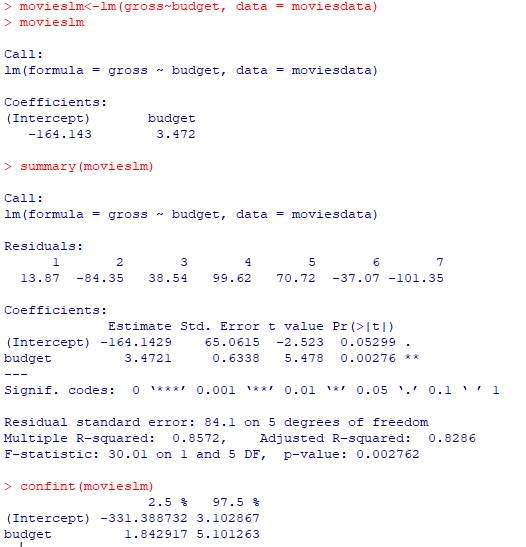 > movieslm<-lm(gross~budget, data = moviesdata)
> movieslm
Call:
lm(formula = gross ~ budget, data = moviesdata)
Coefficients:
(Intercept)       budget
   -164.143        3.472
> summary(movieslm)
Call:
lm(formula = gross ~ budget, data = moviesdata)
Residuals:
      1       2       3       4       5       6       7
  13.87  -84.35   38.54   99.62   70.72  -37.07 -101.35
Coefficients:
             Estimate Std. Error t value Pr(>|t|)
(Intercept) -164.1429    65.0615  -2.523  0.05299 .
budget         3.4721     0.6338   5.478  0.00276 **
---
Signif. codes:  0 ‘***’ 0.001 ‘**’ 0.01 ‘*’ 0.05 ‘.’ 0.1 ‘ ’ 1
Residual standard error: 84.1 on 5 degrees of freedom
Multiple R-squared:  0.8572,    Adjusted R-squared:  0.8286
F-statistic: 30.01 on 1 and 5 DF,  p-value: 0.002762
> confint(movieslm)
                  2.5 %   97.5 %
(Intercept) -331.388732 3.102867
budget         1.842917 5.101263